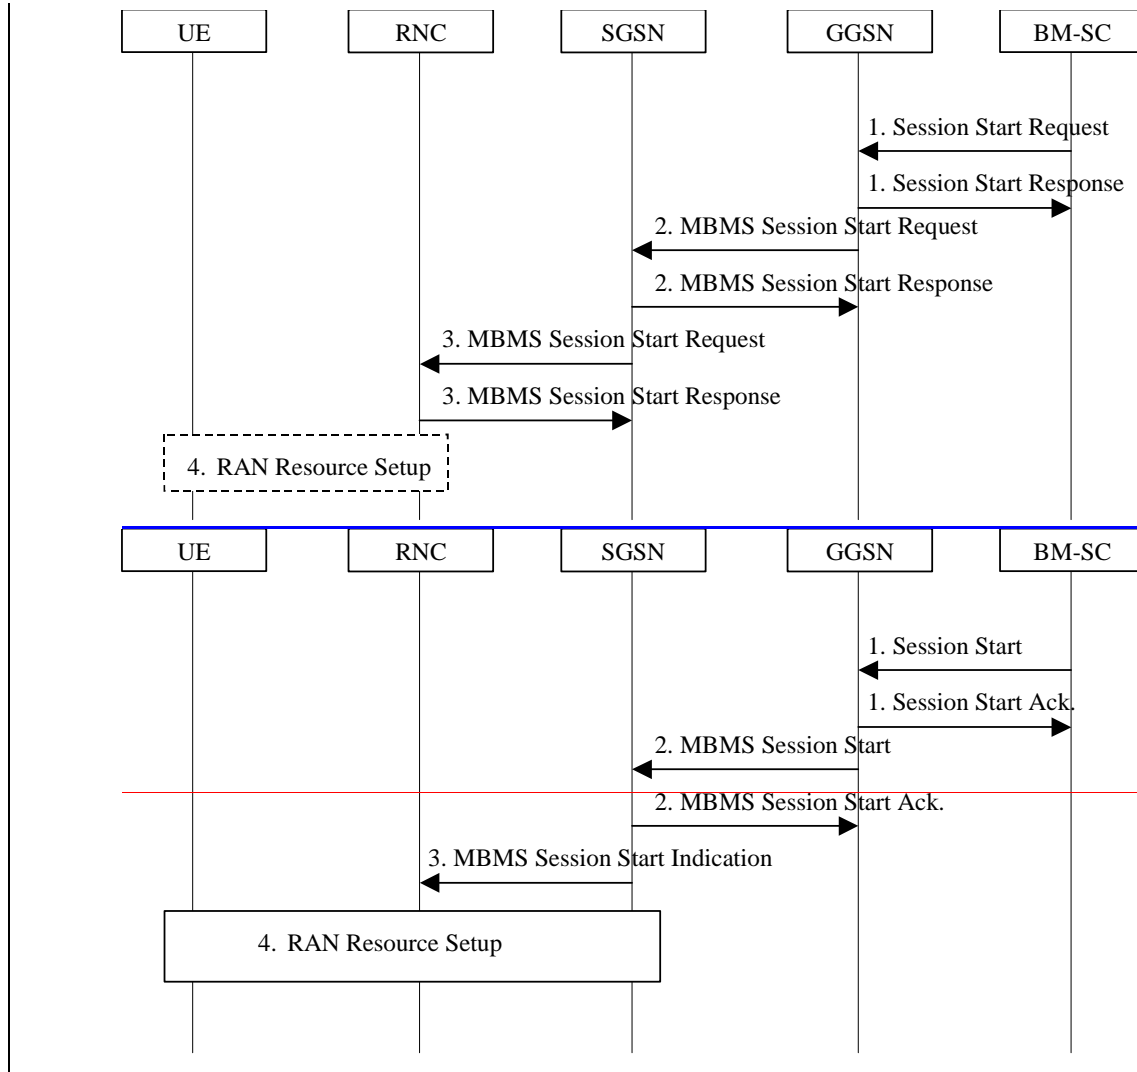 UE RNC SGSN GGSN BM-SC
1. Session Start Request
1. Session Start Response
2. MBMS Session Start Request
2. MBMS Session Start Response
3. MBMS Session Start Request
3. MBMS Session Start Response
4. RAN Resource Setup
UE RNC SGSN GGSN BM-SC
1. Session Start
1. Session Start Ack.
2. MBMS Session Start
2. MBMS Session Start Ack.
3. MBMS Session Start Indication
4. RAN Resource Setup